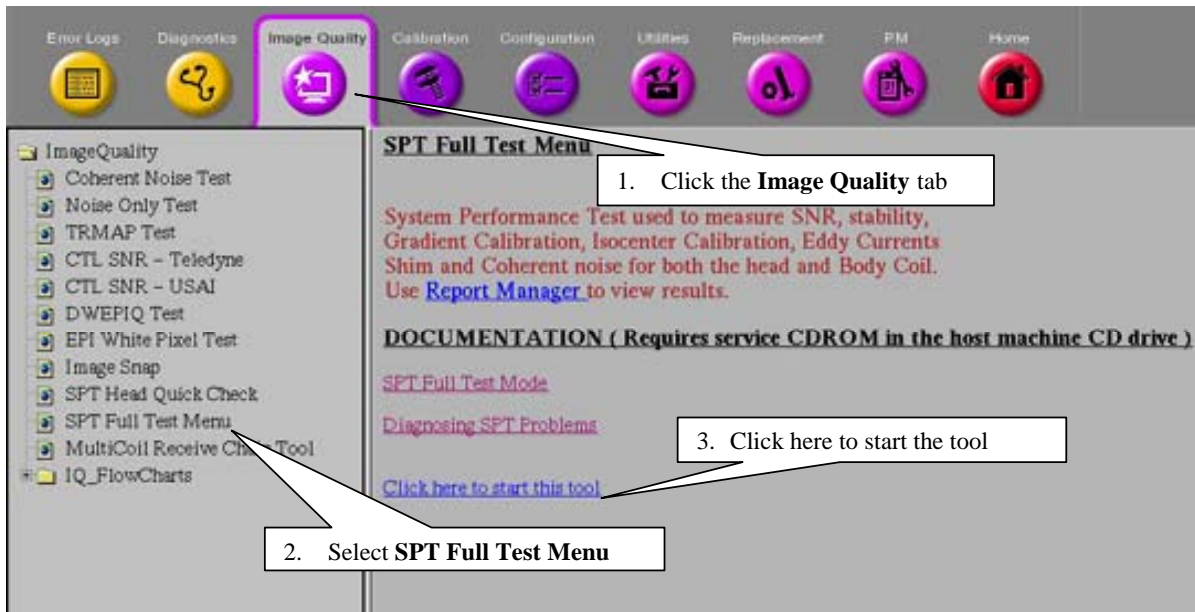 Error Logs
Diagnostics
Image Quality
Calibration
Configuration
Utilities
Replacement
PM
Home
ImageQuality
Coherent Noise Test
Noise Only Test
TRMAP Test
CTL SNR - Teledyne
CTL SNR - USAI
DWEPIQ Test
EPI White Pixel Test
Image Snap
SPT Head Quick Check
SPT Full Test Menu
MultiCoil Receive Tool
IQ_FlowCharts
SPT Full Test Menu
1. Click the Image Quality tab
System Performance Test used to measure SNR, stability,
Gradient Calibration, Isocenter Calibration, Eddy Currents
Shim and Coherent noise for both the head and Body Coil.
Use Report Manager to view results.
DOCUMENTATION ( Requires service CDROM in the host machine CD drive )
SPT Full Test Mode
Diagnosing SPT Problems
3. Click here to start the tool
Click here to start this tool
2. Select SPT Full Test Menu